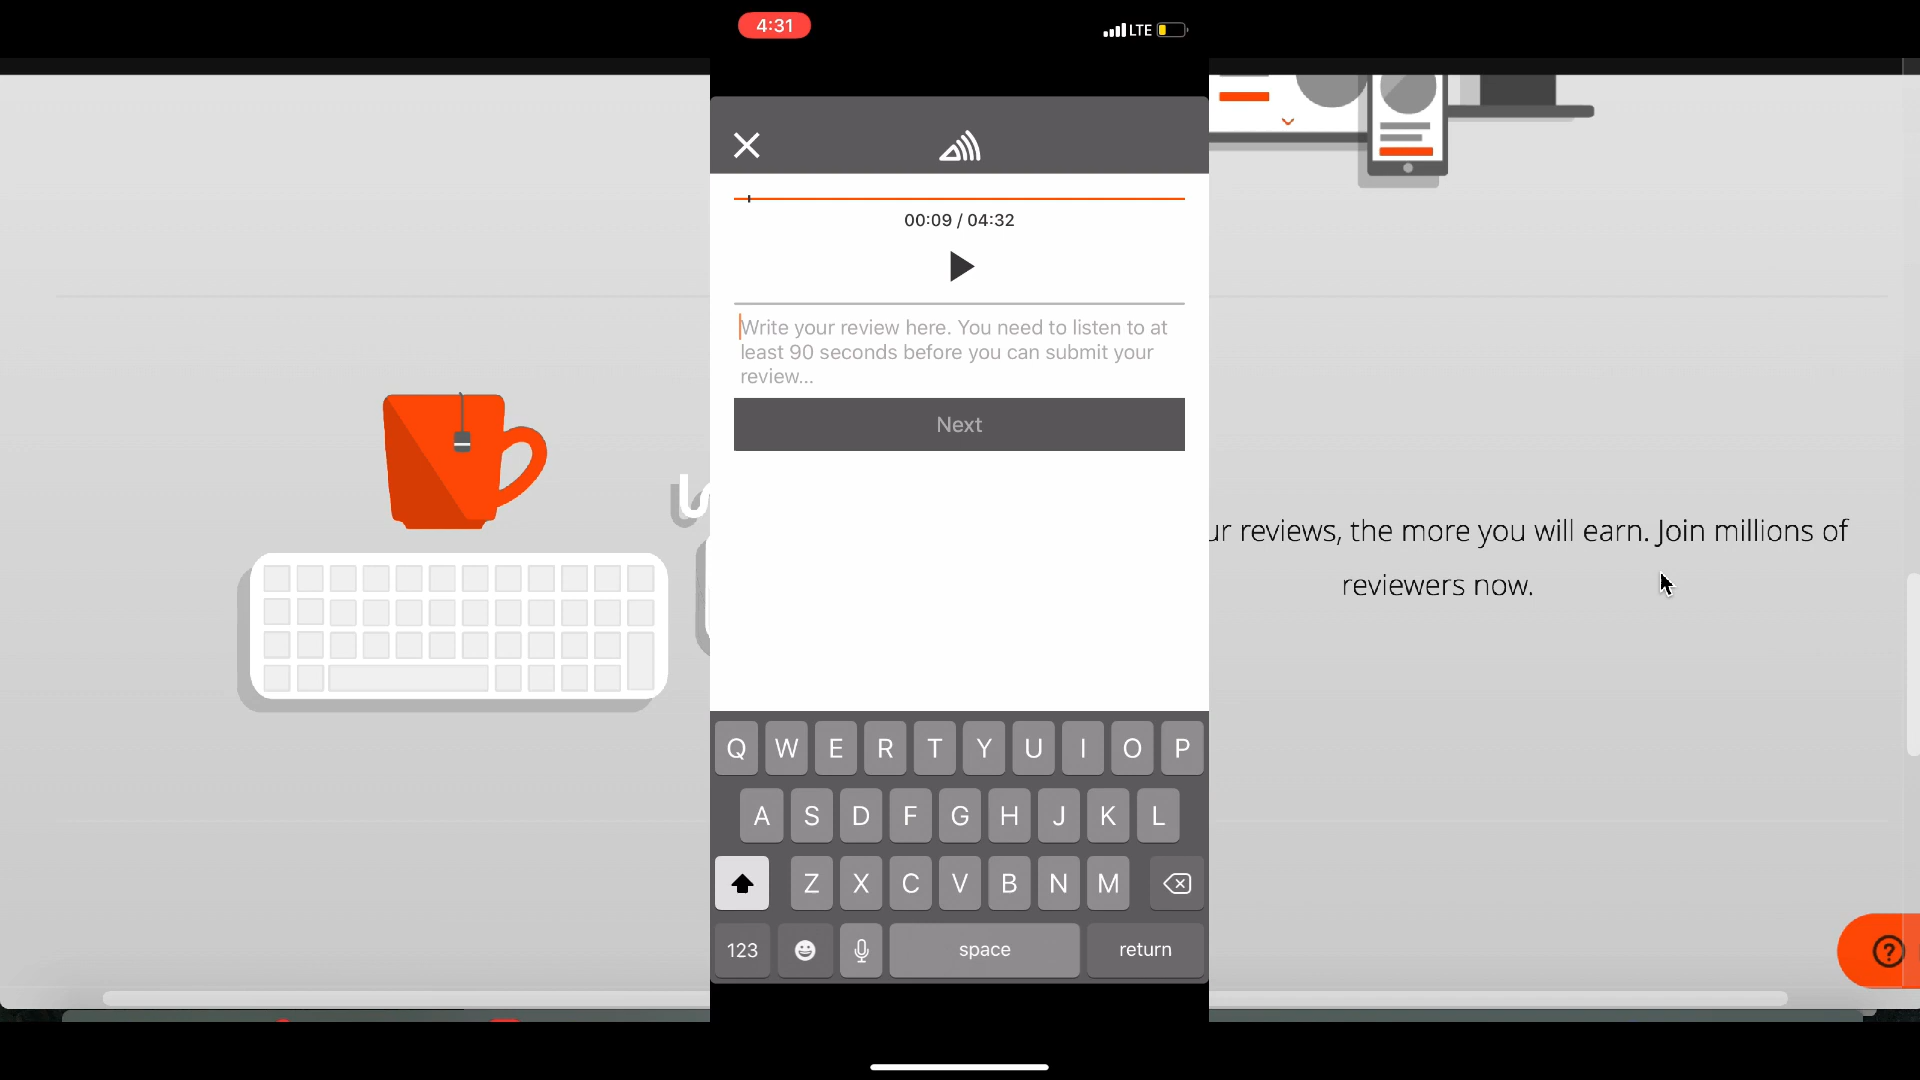 4:31
LTE
00:09 / 04:32
Write your review here. You need to listen to at
least 90 seconds before you can submit your
review...
Next
ur reviews, the more you will earn. Join millions of
reviewers now.
Q W E R T Y U I O P
A S D F G H J K L
Z X C V B N M
123 space return
?